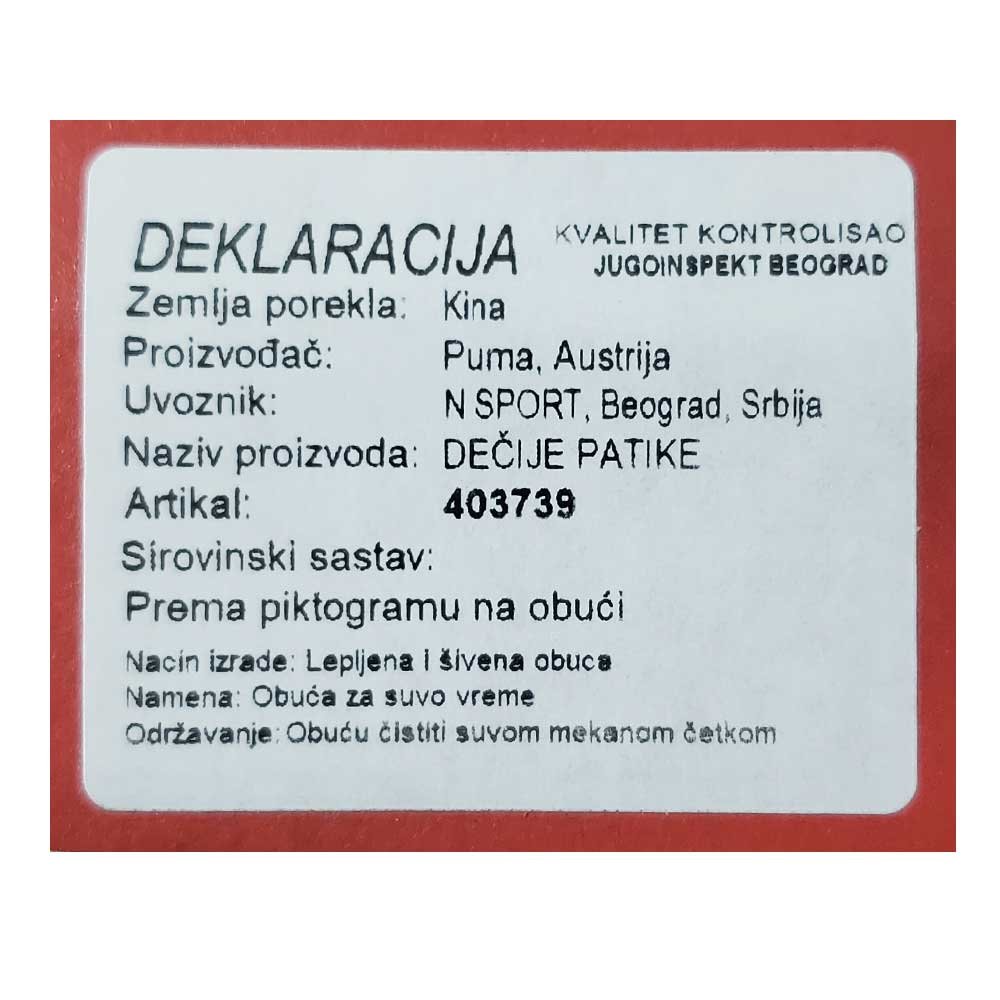 DEKLARACIJA
KVALITET KONTROLISAO
JUGOINSPEKT BEOGRAD
Zemlja porekla: Kina
Proizvođač: Puma, Austrija
Uvoznik: N SPORT, Beograd, Srbija
Naziv proizvoda: DEČIJE PATIKE
Artikal: 403739
Sirovinski sastav:
Prema piktogramu na obući
Nacin izrade: Lepljena i šivena obuca
Namena: Obuća za suvo vreme
Održavanje: Obuću čistiti suvom mekanom četkom